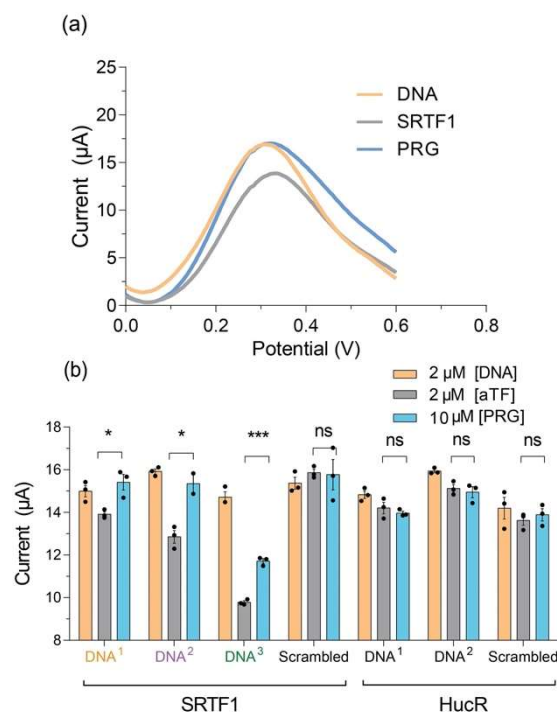 (a)
25
20
15
10
5
0
Current (µA)
DNA
SRTF1
PRG
0.0 0.2 0.4 0.6 0.8
Potential (V)
(b)
2 µM [DNA]
2 µM [aTF]
10 µM [PRG]
18
16
14
12
10
8
Current (µA)
* * *** ns ns ns ns
DNA¹ DNA² DNA³ Scrambled DNA¹ DNA² Scrambled
SRTF1 HucR